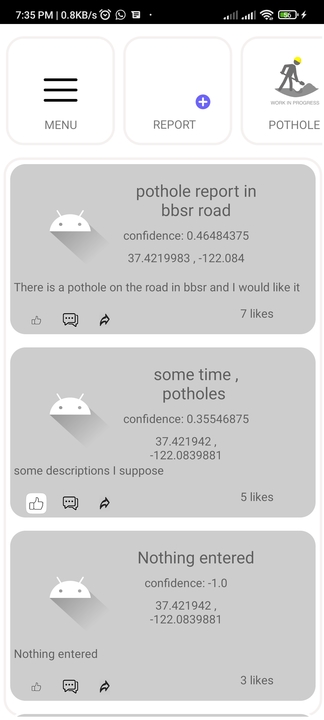 7:35 PM | 0.8KB/s
56
MENU
REPORT
WORK IN PROGRESS
POTHOLE
pothole report in
bbsr road
confidence: 0.46484375
37.4219983 , -122.084
There is a pothole on the road in bbsr and I would like it
7 likes
some time ,
potholes
confidence: 0.35546875
37.421942 ,
-122.0839881
some descriptions I suppose
5 likes
Nothing entered
confidence: -1.0
37.421942 ,
-122.0839881
Nothing entered
3 likes